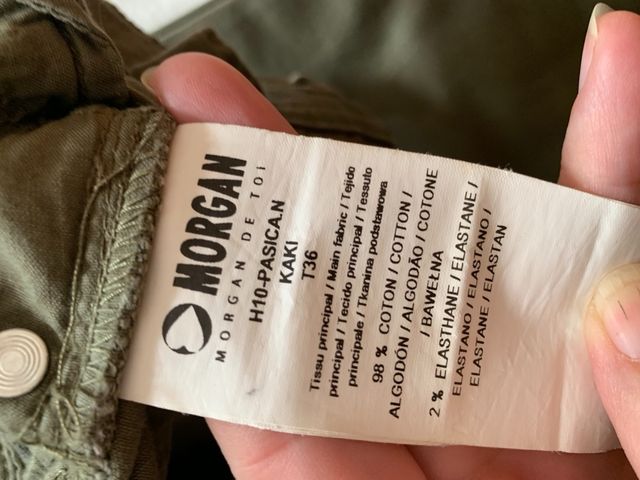 MORGAN
MORGAN DE TOI
H10-PASICA.N
KAKI
T36
Tissu principal / Main fabric / Tejido
principal / Tecido principal / Tessuto
principale / Tkanina podstawowa
98 % COTON / COTTON /
ALGODÓN / ALGODÃO / COTONE
/ BAWEŁNA
2 % ELASTHANE / ELASTANE /
ELASTANO / ELASTANO /
ELASTANE / ELASTAN